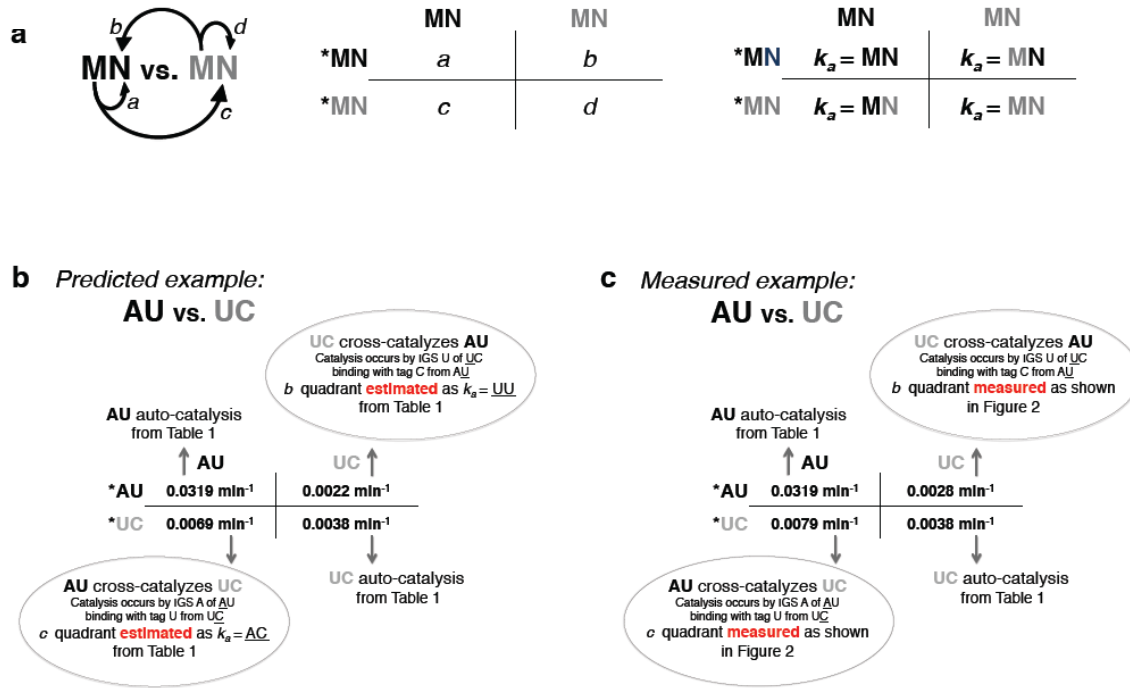 a
b d
MN vs. MN
a
c
MN MN
*MN a b
*MN c d
MN MN
*MN kₐ = MN kₐ = MN
*MN kₐ = MN kₐ = MN
b Predicted example:
AU vs. UC
UC cross-catalyzes AU
Catalysis occurs by IGS U of UC
binding with tag C from AU
b quadrant estimated as kₐ = UU
from Table 1
AU auto-catalysis
from Table 1
AU UC
*AU 0.0319 min⁻¹ 0.0022 min⁻¹
*UC 0.0069 min⁻¹ 0.0038 min⁻¹
AU cross-catalyzes UC
Catalysis occurs by IGS A of AU
binding with tag U from UC
c quadrant estimated as kₐ = AC
from Table 1
UC auto-catalysis
from Table 1
c Measured example:
AU vs. UC
UC cross-catalyzes AU
Catalysis occurs by IGS U of UC
binding with tag C from AU
b quadrant measured as shown
in Figure 2
AU auto-catalysis
from Table 1
AU UC
*AU 0.0319 min⁻¹ 0.0028 min⁻¹
*UC 0.0079 min⁻¹ 0.0038 min⁻¹
AU cross-catalyzes UC
Catalysis occurs by IGS A of AU
binding with tag U from UC
c quadrant measured as shown
in Figure 2
UC auto-catalysis
from Table 1